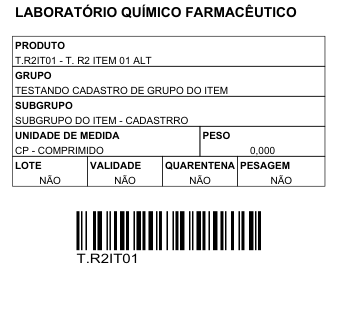 LABORATÓRIO QUÍMICO FARMACÊUTICO
PRODUTO
T.R2IT01 - T. R2 ITEM 01 ALT
GRUPO
TESTANDO CADASTRO DE GRUPO DO ITEM
SUBGRUPO
SUBGRUPO DO ITEM - CADASTRRO
UNIDADE DE MEDIDA PESO
CP - COMPRIMIDO 0,000
LOTE VALIDADE QUARENTENA PESAGEM
NÃO NÃO NÃO NÃO
T.R2IT01